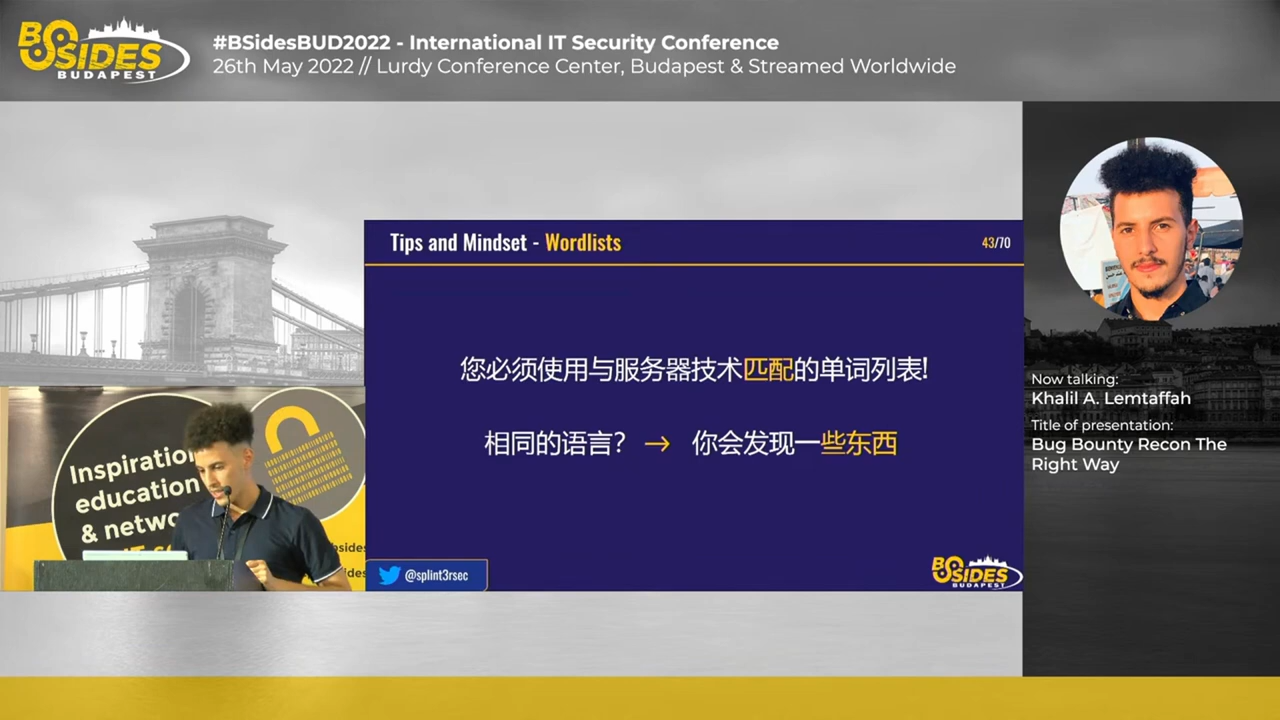 BSIDES
BUDAPEST
#BSidesBUD2022 - International IT Security Conference
26th May 2022 // Lurdy Conference Center, Budapest & Streamed Worldwide
Tips and Mindset - Wordlists
43/70
您必须使用与服务器技术匹配的单词列表!
相同的语言? → 你会发现一些东西
@splint3rsec
BSIDES
BUDAPEST
Inspiration
education
& netwo
Now talking:
Khalil A. Lemtaffah
Title of presentation:
Bug Bounty Recon The
Right Way